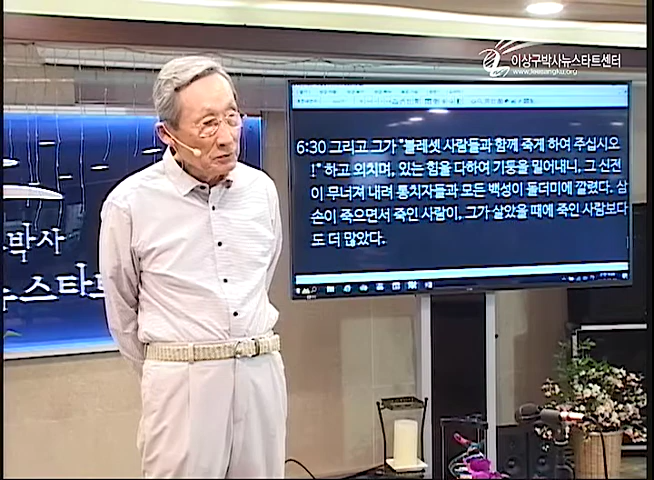 이상구박사뉴스타트센터
www.leesangku.org
6:30 그리고 그가 "블레셋 사람들과 함께 죽게 하여 주십시오
!" 하고 외치며, 있는 힘을 다하여 기둥을 밀어내니, 그 신전
이 무너져 내려 통치자들과 모든 백성이 돌더미에 깔렸다. 삼
손이 죽으면서 죽인 사람이, 그가 살았을 때에 죽인 사람보다
도 더 많았다.
박사
뉴스타트